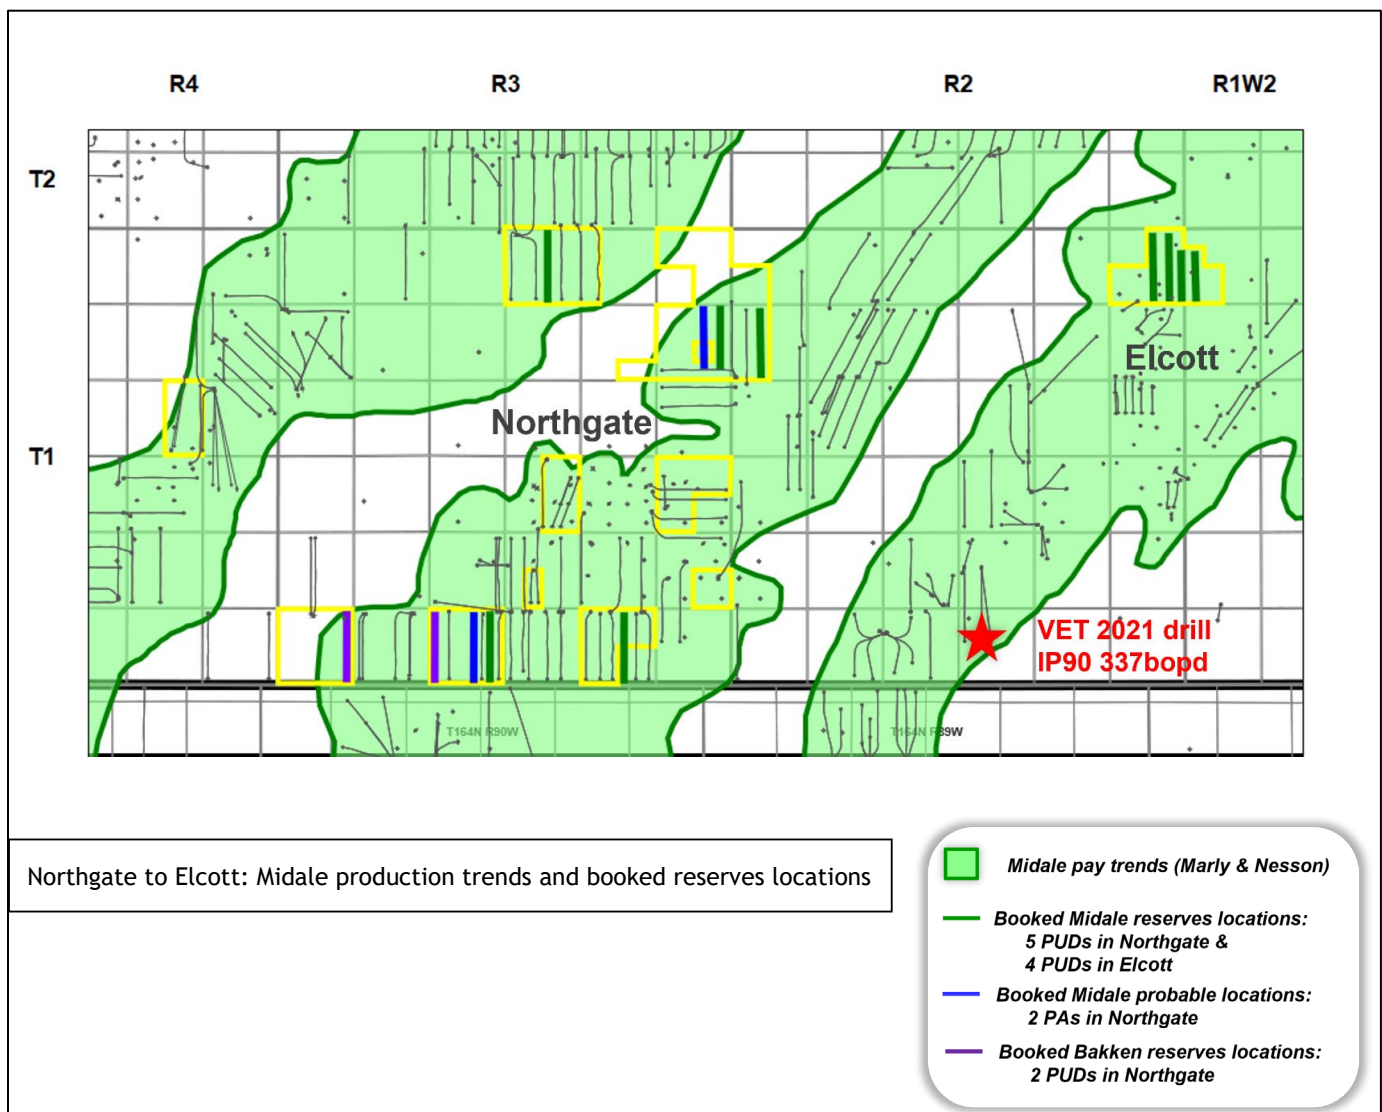 R4
R3
R2
R1W2
T2
Elcott
Northgate
T1
VET 2021 drill
IP90 337bopd
T164N R90W
T164N R89W
Northgate to Elcott: Midale production trends and booked reserves locations
Midale pay trends (Marly & Nesson)
Booked Midale reserves locations:
5 PUDs in Northgate &
4 PUDs in Elcott
Booked Midale probable locations:
2 PAs in Northgate
Booked Bakken reserves locations:
2 PUDs in Northgate